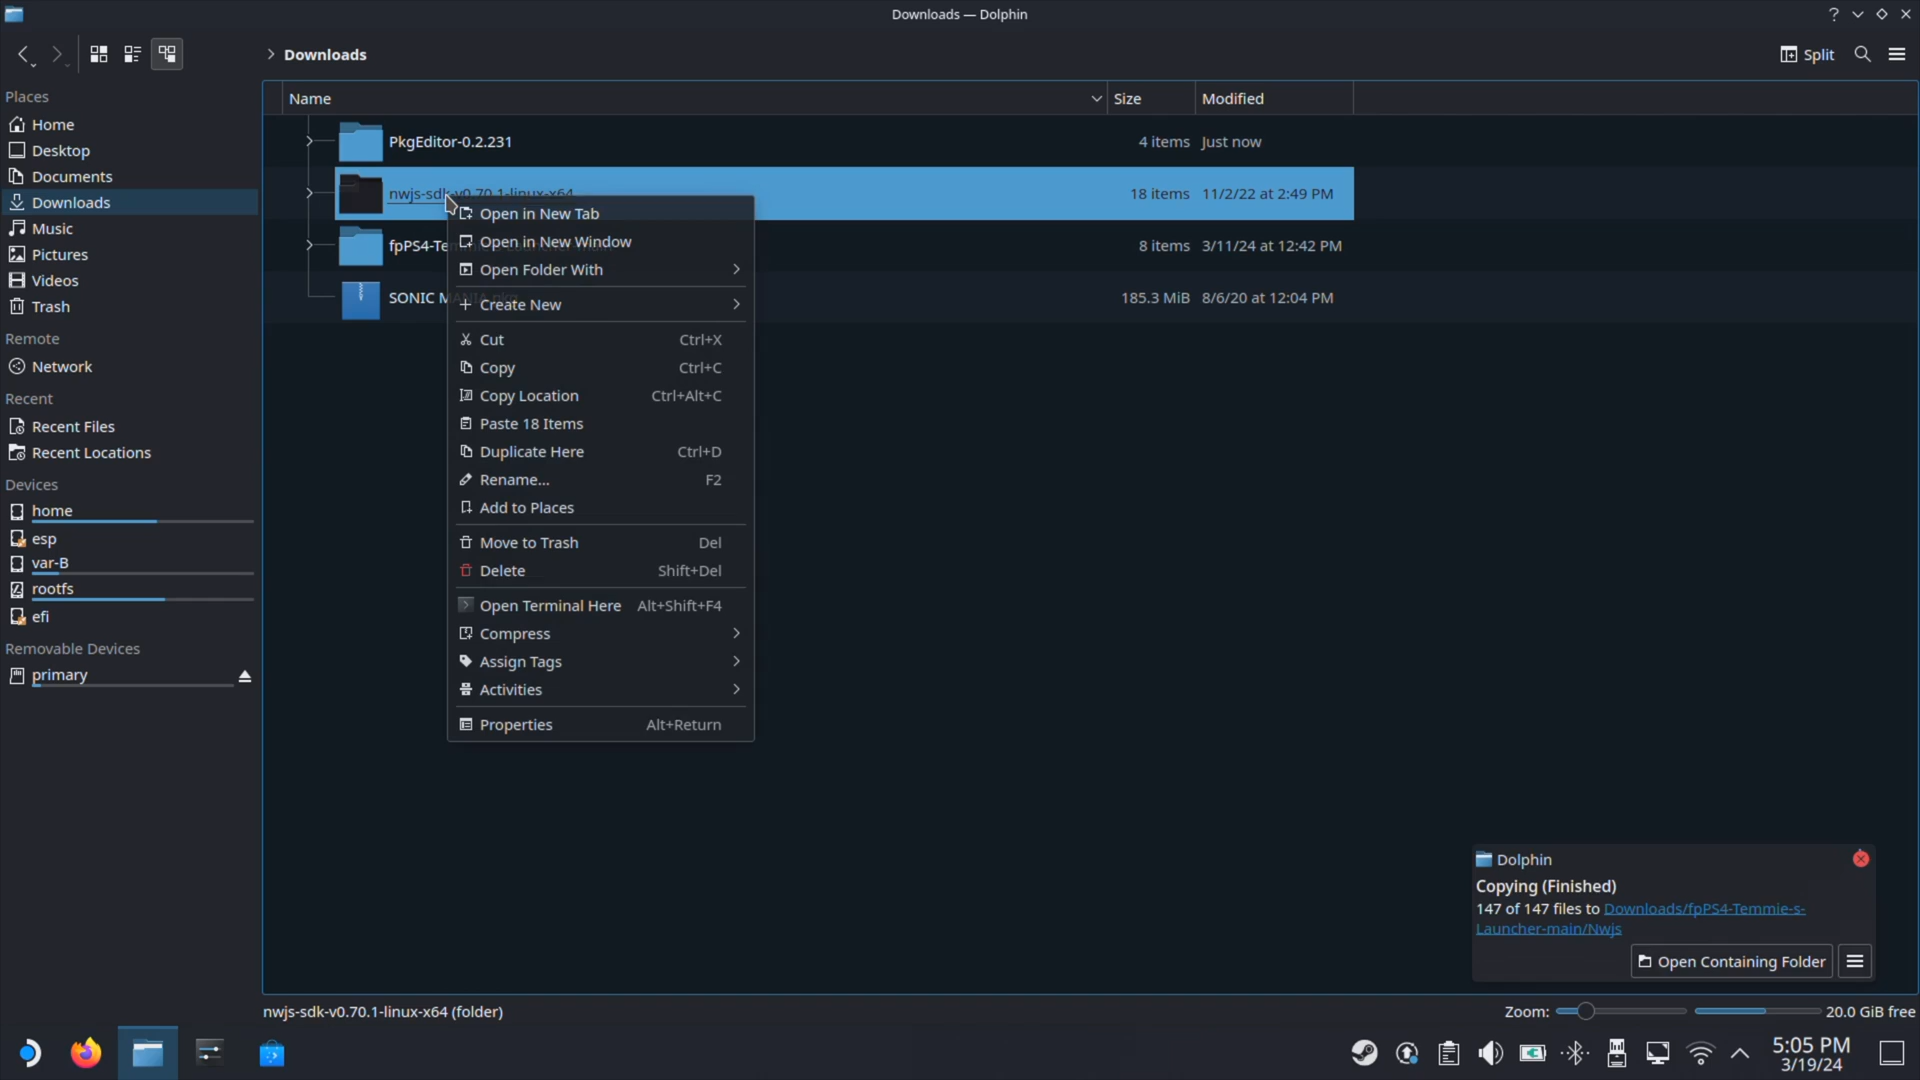 Downloads — Dolphin
Downloads
Split
Places
Home
Desktop
Documents
Downloads
Music
Pictures
Videos
Trash
Remote
Network
Recent
Recent Files
Recent Locations
Devices
home
esp
var-B
rootfs
efi
Removable Devices
primary
Name Size Modified
PkgEditor-0.2.231 4 items Just now
nwjs-sdk-v0.70.1-linux-x64 18 items 11/2/22 at 2:49 PM
fpPS4-Te 8 items 3/11/24 at 12:42 PM
SONIC MANIA.pkg 185.3 MiB 8/6/20 at 12:04 PM
Open in New Tab
Open in New Window
Open Folder With
Create New
Cut Ctrl+X
Copy Ctrl+C
Copy Location Ctrl+Alt+C
Paste 18 Items
Duplicate Here Ctrl+D
Rename... F2
Add to Places
Move to Trash Del
Delete Shift+Del
Open Terminal Here Alt+Shift+F4
Compress
Assign Tags
Activities
Properties Alt+Return
Dolphin
Copying (Finished)
147 of 147 files to Downloads/fpPS4-Temmie-s-
Launcher-main/Nwjs
Open Containing Folder
nwjs-sdk-v0.70.1-linux-x64 (folder)
Zoom: 20.0 GiB free
5:05 PM
3/19/24